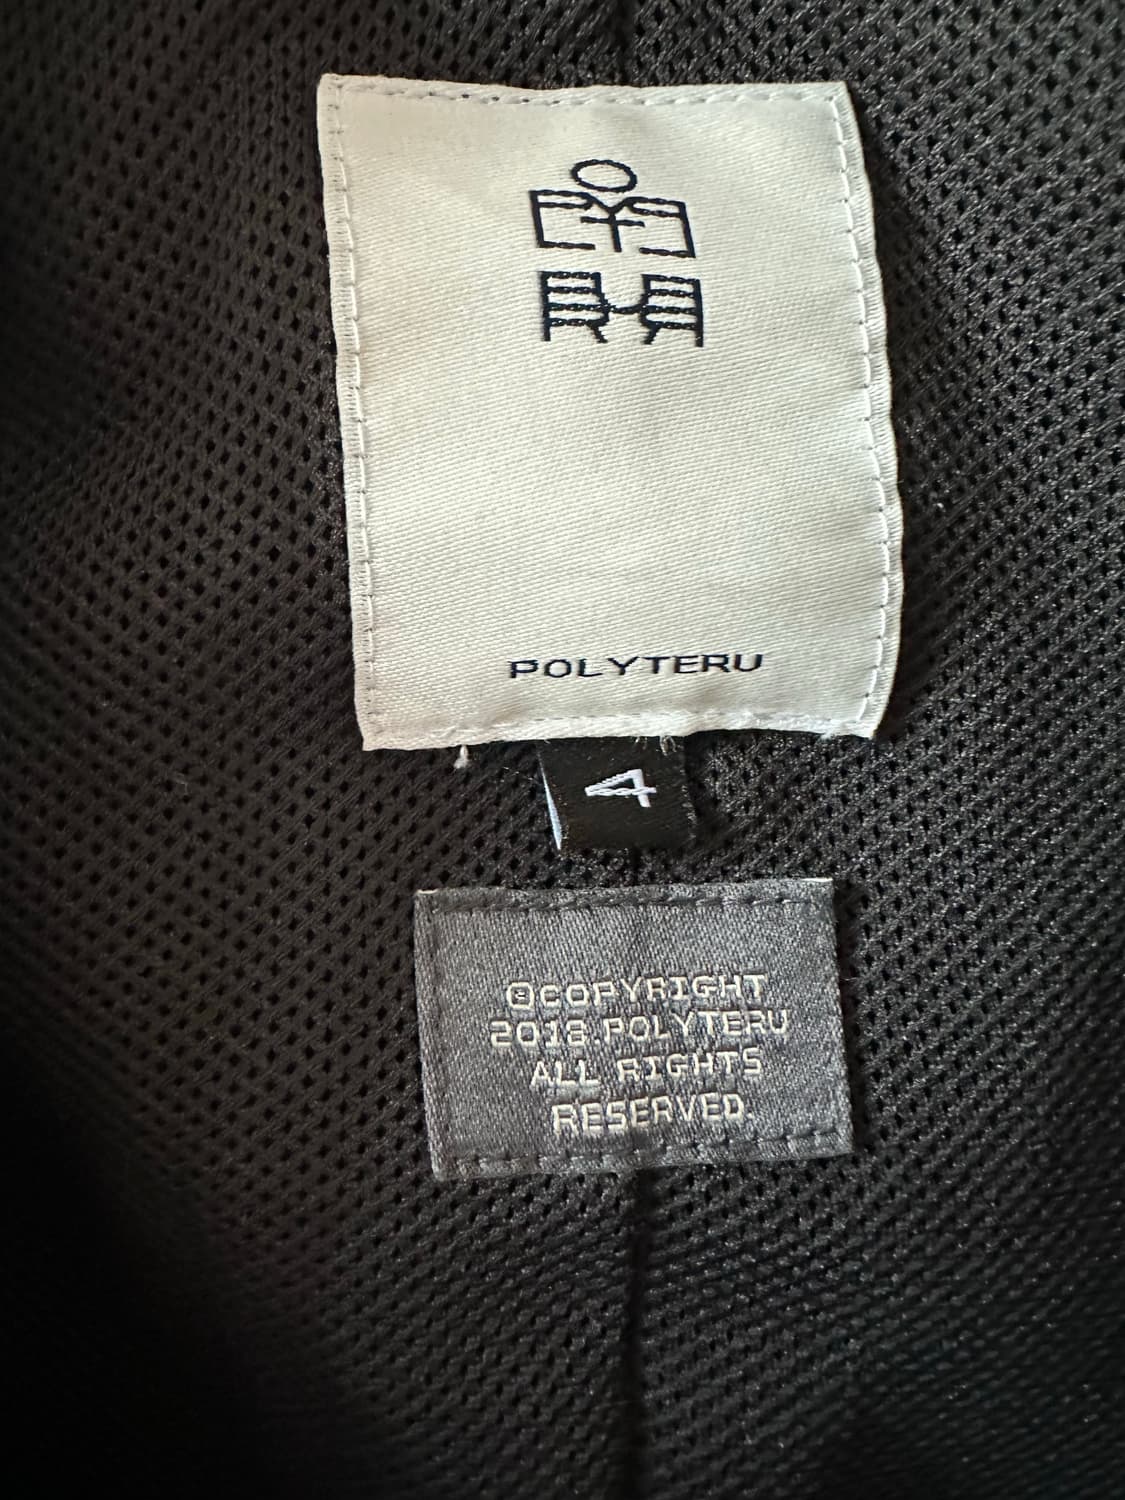 POLYTERU
4
©COPYRIGHT
2018.POLYTERU
ALL RIGHTS
RESERVED.